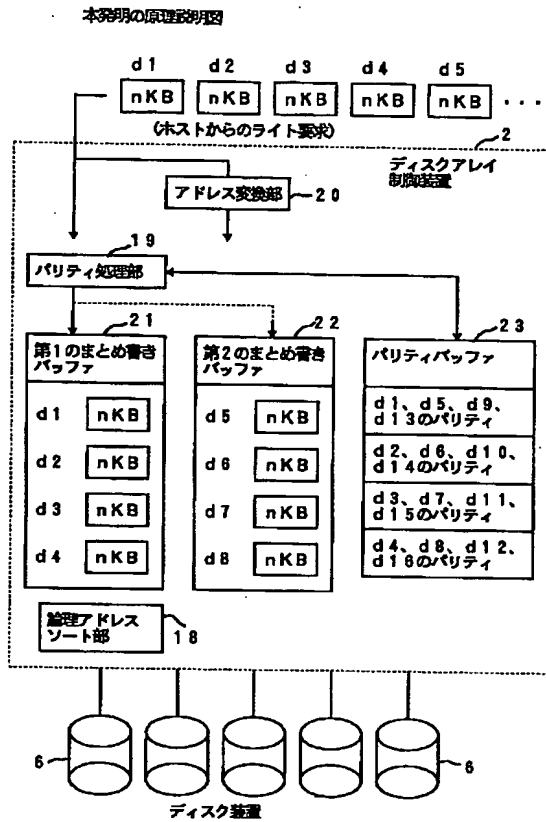 本発明の原理説明図
d1 d2 d3 d4 d5
nKB nKB nKB nKB nKB ・・・
(ホストからのライト要求)
2
ディスクアレイ
制御装置
アドレス変換部
20
19
パリティ処理部
21
22
23
第1のまとめ書き
バッファ
第2のまとめ書き
バッファ
パリティバッファ
d1 nKB
d2 nKB
d3 nKB
d4 nKB
d5 nKB
d6 nKB
d7 nKB
d8 nKB
d1、d5、d9、
d13のパリティ
d2、d6、d10、
d14のパリティ
d3、d7、d11、
d15のパリティ
d4、d8、d12、
d16のパリティ
論理アドレス
ソート部
18
6
6
ディスク装置